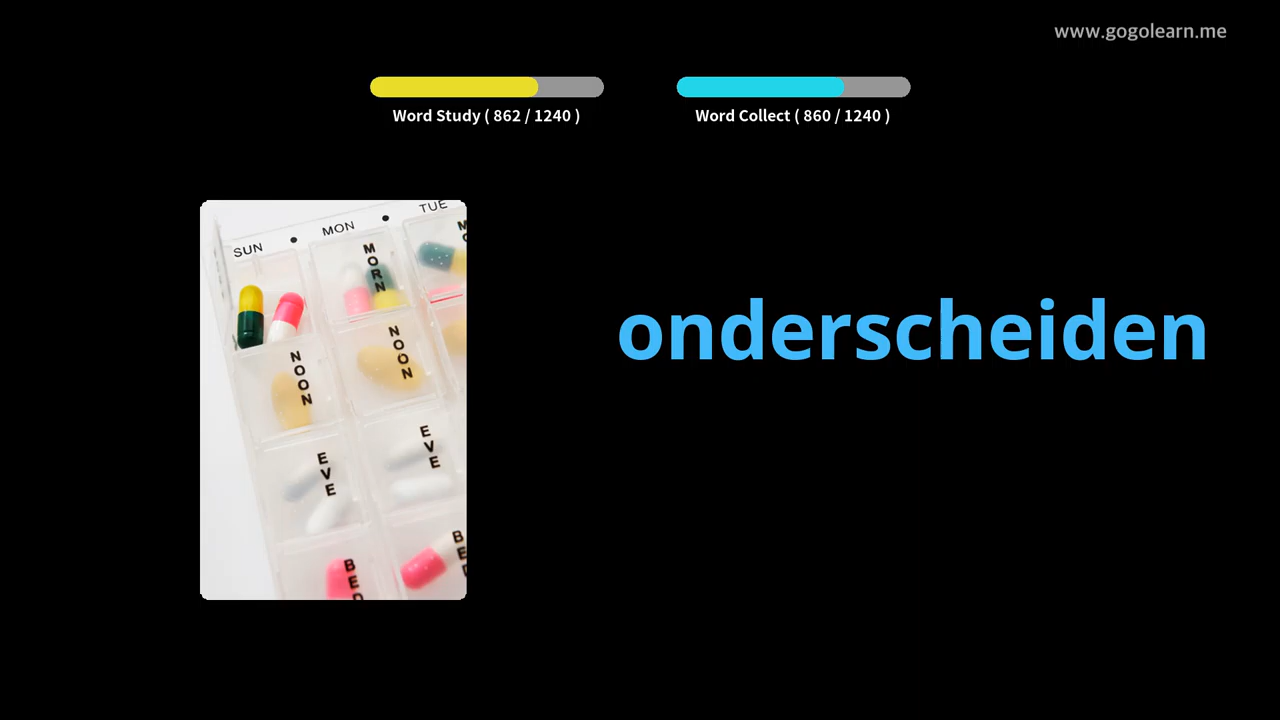 www.gogolearn.me
Word Study ( 862 / 1240 )
Word Collect ( 860 / 1240 )
SUN • MON • TUE
MORN
NOON
NOON
EVE
EVE
BED
onderscheiden